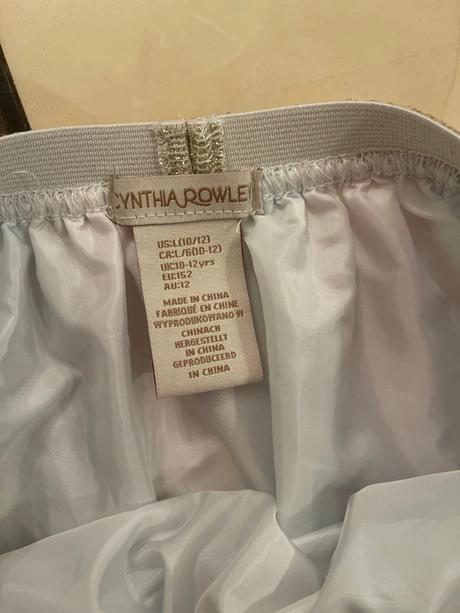 CYNTHIA ROWLEY
US:L(10/12)
CA:L/G(10-12)
UK:10-12yrs
EU:152
AU:12
MADE IN CHINA
FABRIQUÉ EN CHINE
WYPRODUKOWANO W
CHINACH
HERGESTELLT
IN CHINA
GEPRODUCEERD
IN CHINA